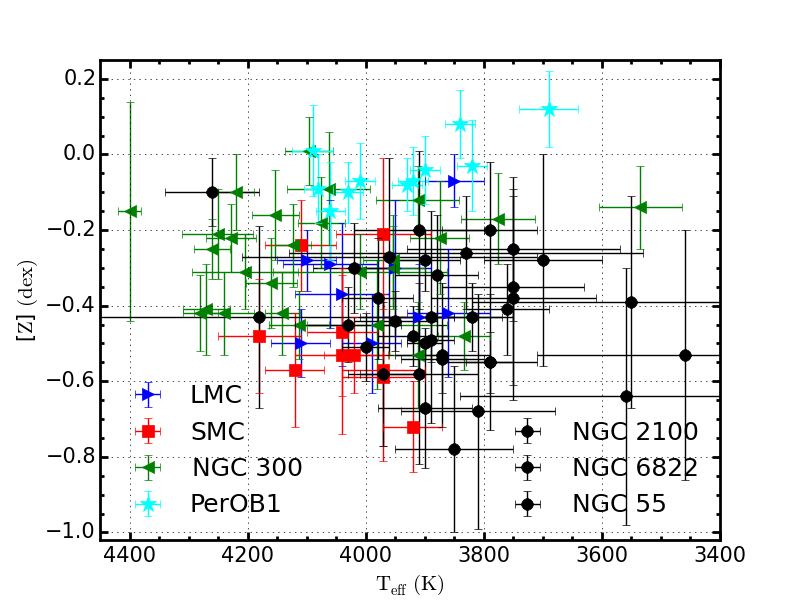 0.2
0.0
−0.2
−0.4
−0.6
−0.8
−1.0
[Z] (dex)
LMC
SMC
NGC 300
PerOB1
NGC 2100
NGC 6822
NGC 55
4400 4200 4000 3800 3600 3400
T_eff (K)